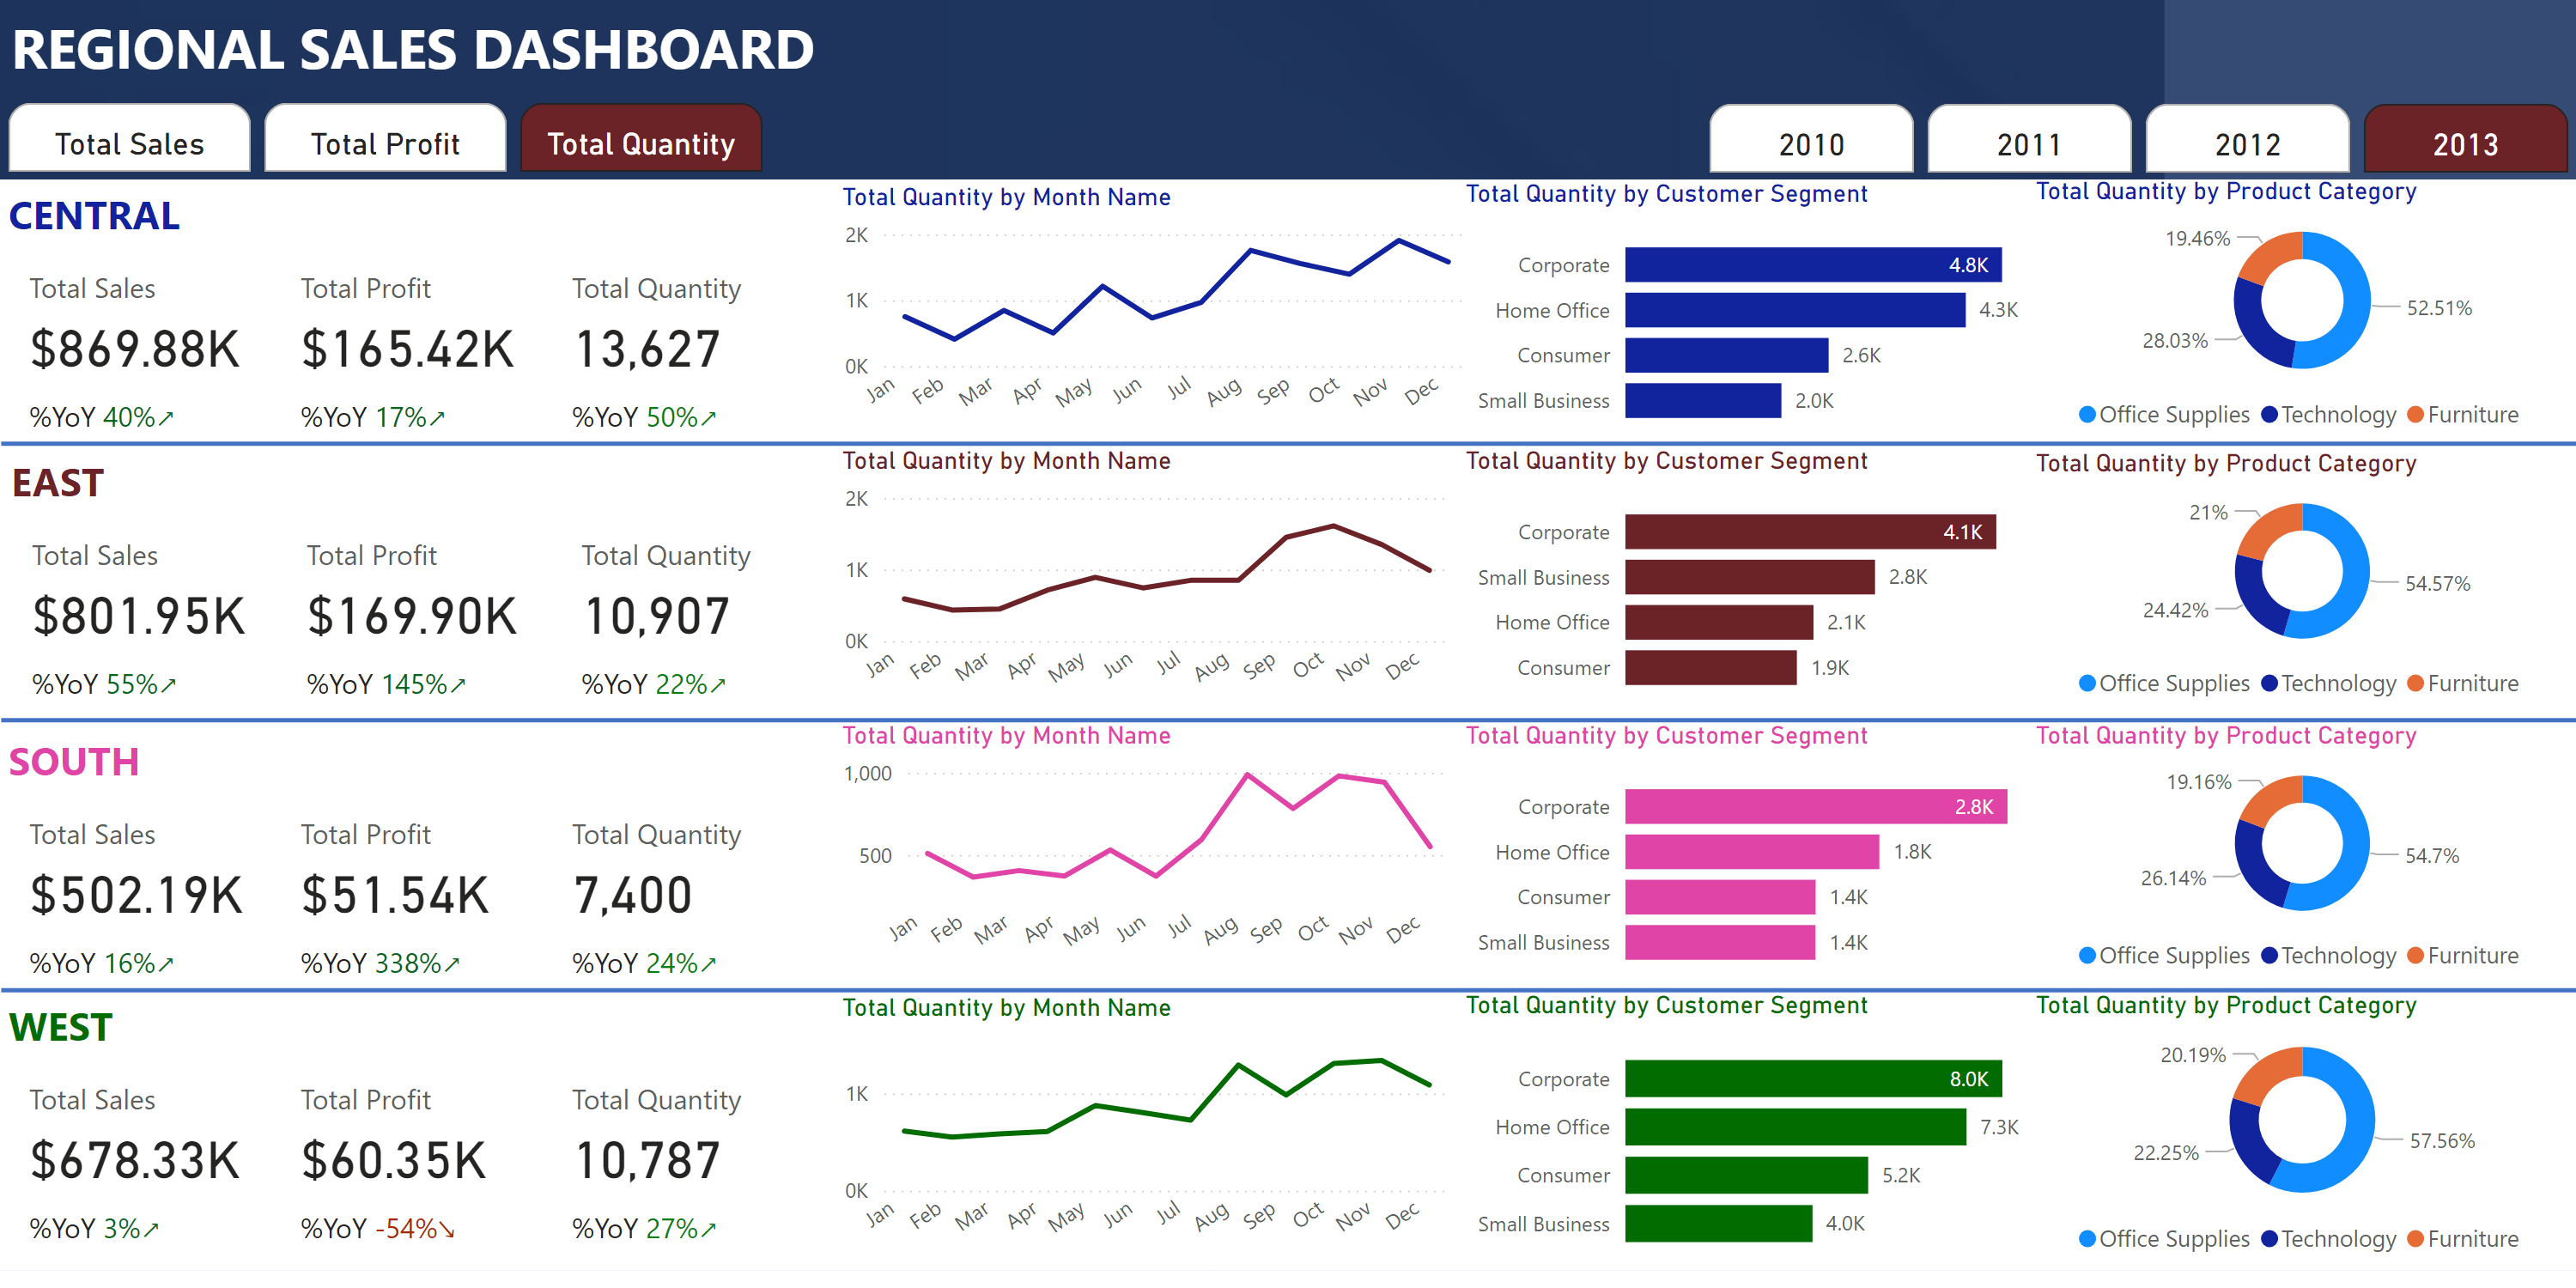 REGIONAL SALES DASHBOARD
Total Sales Total Profit Total Quantity 2010 2011 2012 2013
CENTRAL
Total Sales Total Profit Total Quantity
$869.88K $165.42K 13,627
%YoY 40%↗ %YoY 17%↗ %YoY 50%↗
Total Quantity by Month Name
2K
1K
0K
Jan Feb Mar Apr May Jun Jul Aug Sep Oct Nov Dec
Total Quantity by Customer Segment
Corporate 4.8K
Home Office 4.3K
Consumer 2.6K
Small Business 2.0K
Total Quantity by Product Category
19.46%
52.51%
28.03%
Office Supplies Technology Furniture
EAST
Total Sales Total Profit Total Quantity
$801.95K $169.90K 10,907
%YoY 55%↗ %YoY 145%↗ %YoY 22%↗
Total Quantity by Month Name
2K
1K
0K
Jan Feb Mar Apr May Jun Jul Aug Sep Oct Nov Dec
Total Quantity by Customer Segment
Corporate 4.1K
Small Business 2.8K
Home Office 2.1K
Consumer 1.9K
Total Quantity by Product Category
21%
54.57%
24.42%
Office Supplies Technology Furniture
SOUTH
Total Sales Total Profit Total Quantity
$502.19K $51.54K 7,400
%YoY 16%↗ %YoY 338%↗ %YoY 24%↗
Total Quantity by Month Name
1,000
500
Jan Feb Mar Apr May Jun Jul Aug Sep Oct Nov Dec
Total Quantity by Customer Segment
Corporate 2.8K
Home Office 1.8K
Consumer 1.4K
Small Business 1.4K
Total Quantity by Product Category
19.16%
54.7%
26.14%
Office Supplies Technology Furniture
WEST
Total Sales Total Profit Total Quantity
$678.33K $60.35K 10,787
%YoY 3%↗ %YoY -54%↘ %YoY 27%↗
Total Quantity by Month Name
1K
0K
Jan Feb Mar Apr May Jun Jul Aug Sep Oct Nov Dec
Total Quantity by Customer Segment
Corporate 8.0K
Home Office 7.3K
Consumer 5.2K
Small Business 4.0K
Total Quantity by Product Category
20.19%
57.56%
22.25%
Office Supplies Technology Furniture